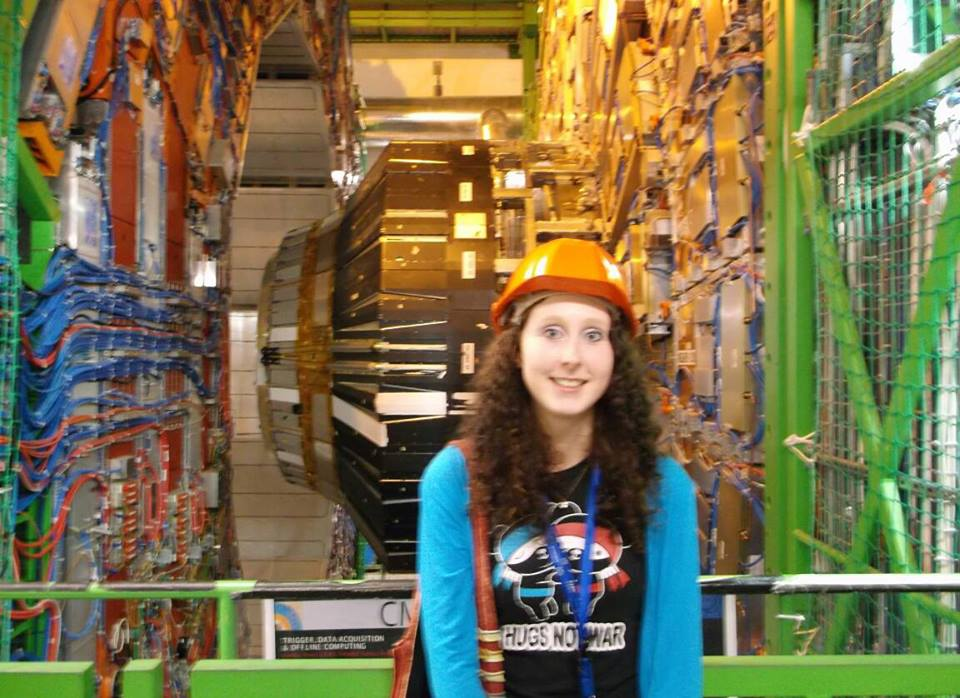 CM
TRIGGER, DATA ACQUISITION
& OFFLINE COMPUTING
HUGS NOT WAR